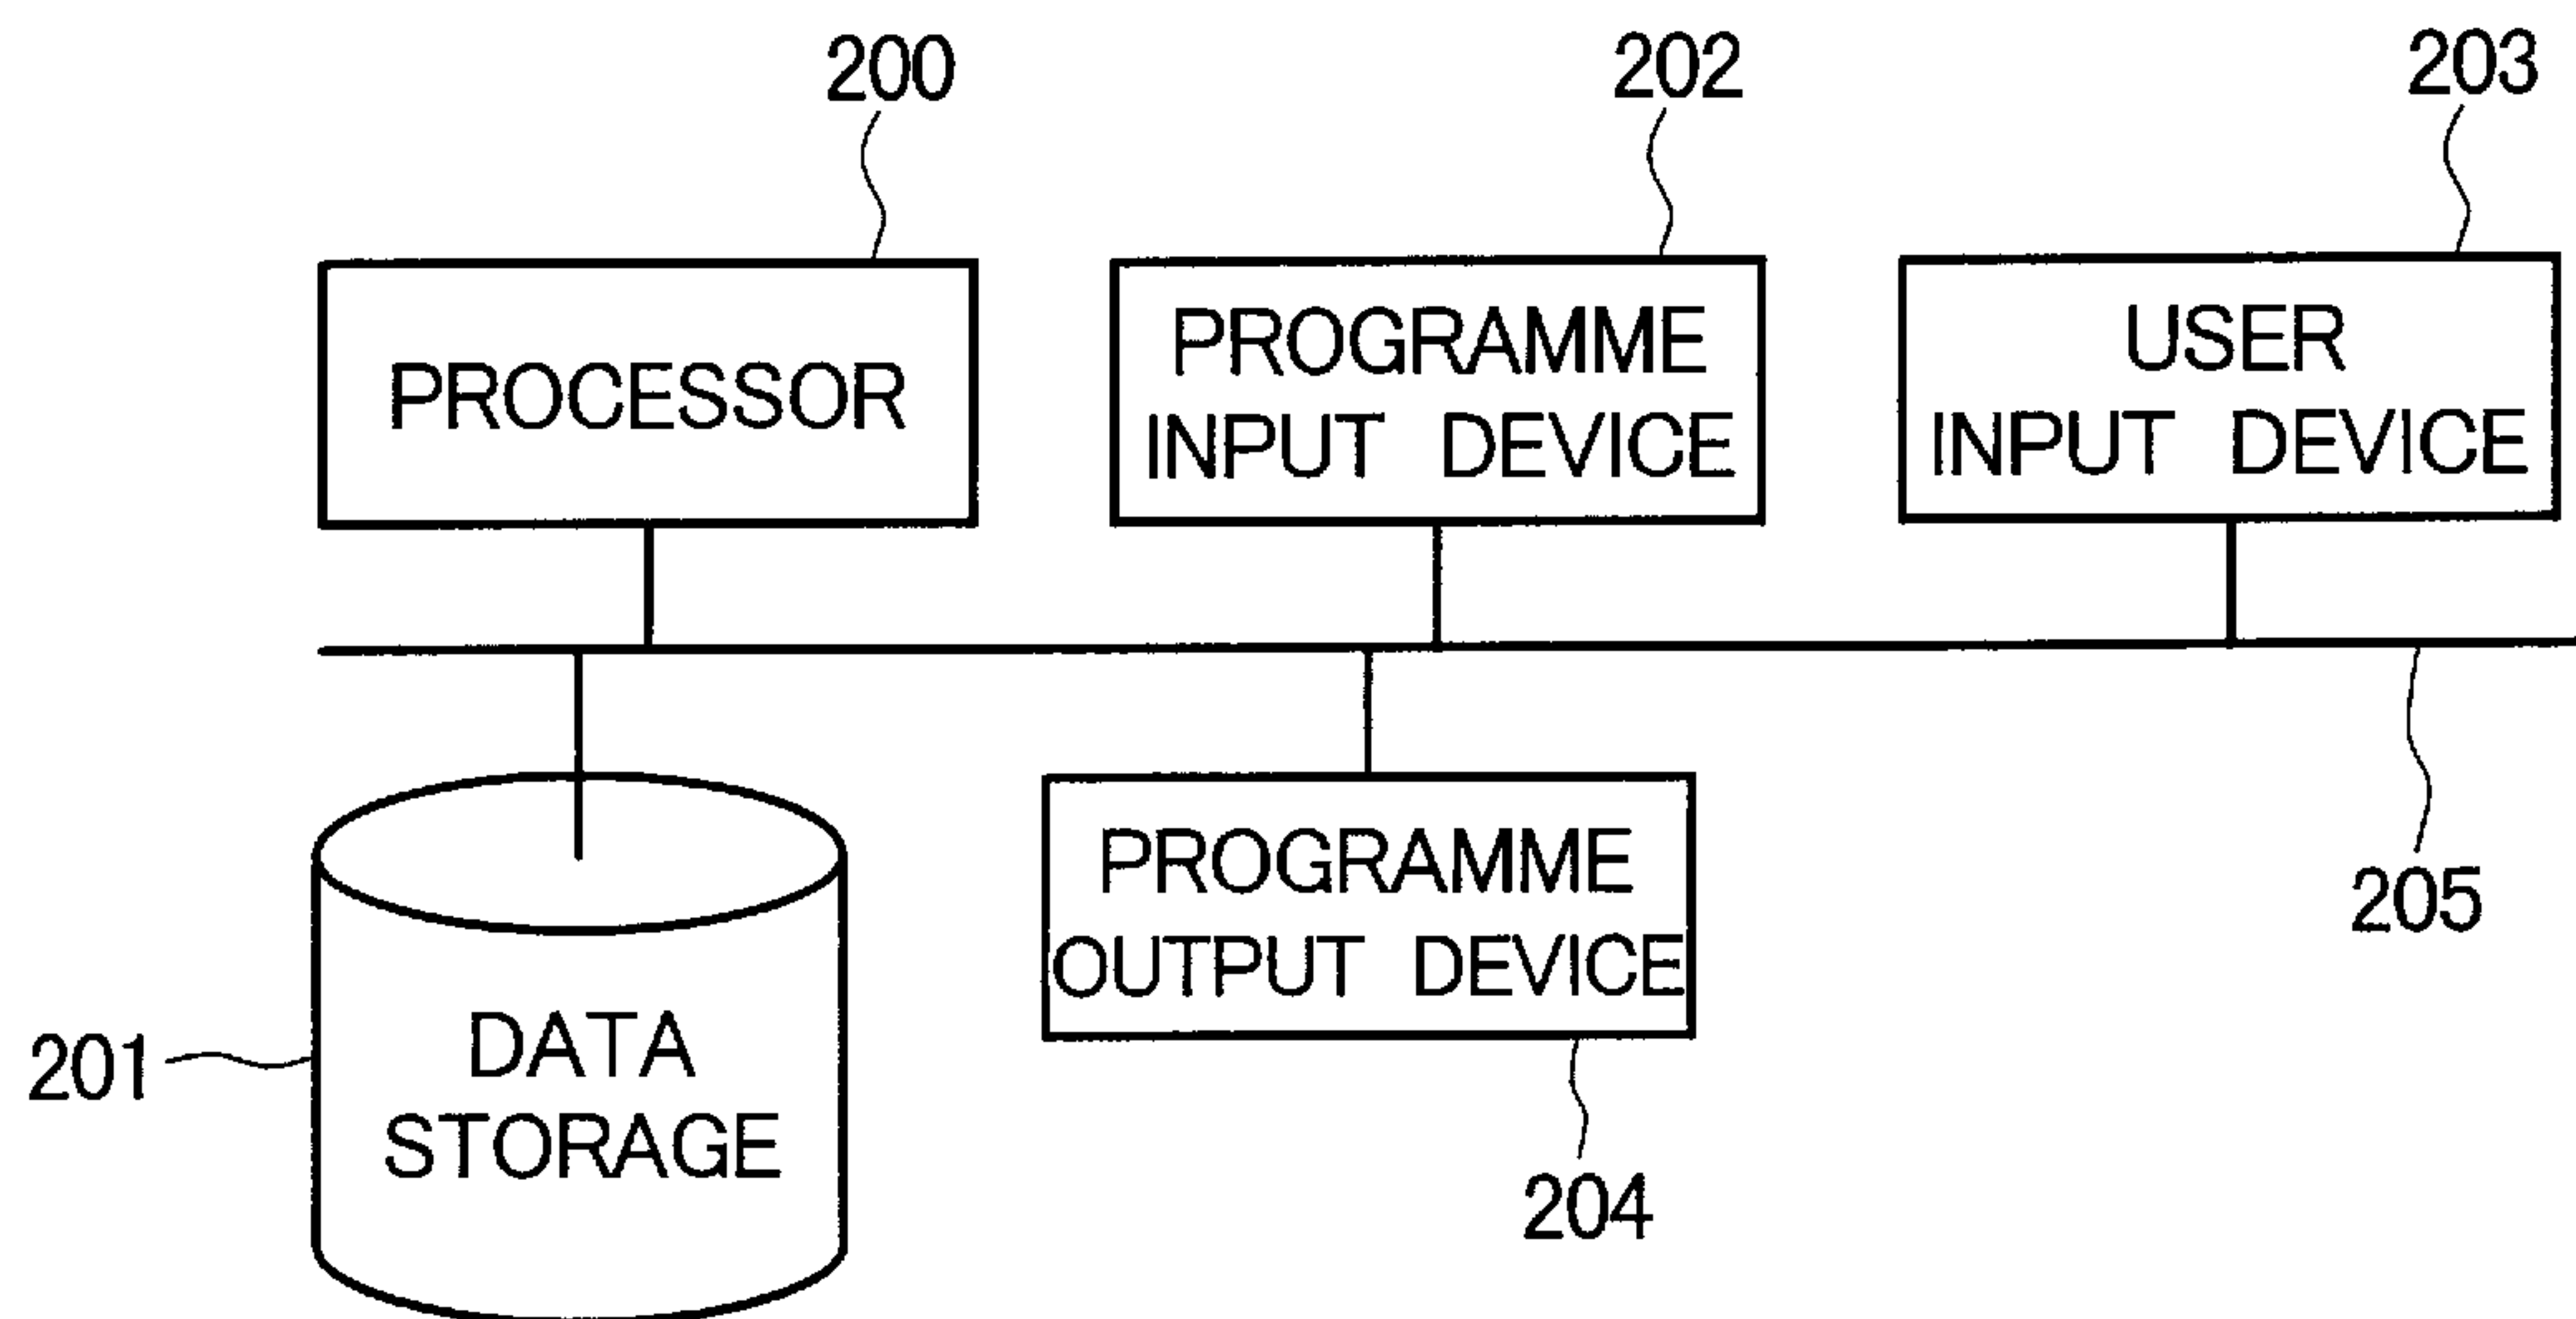 200
202
203
PROCESSOR
PROGRAMME
INPUT DEVICE
USER
INPUT DEVICE
205
201
DATA
STORAGE
PROGRAMME
OUTPUT DEVICE
204